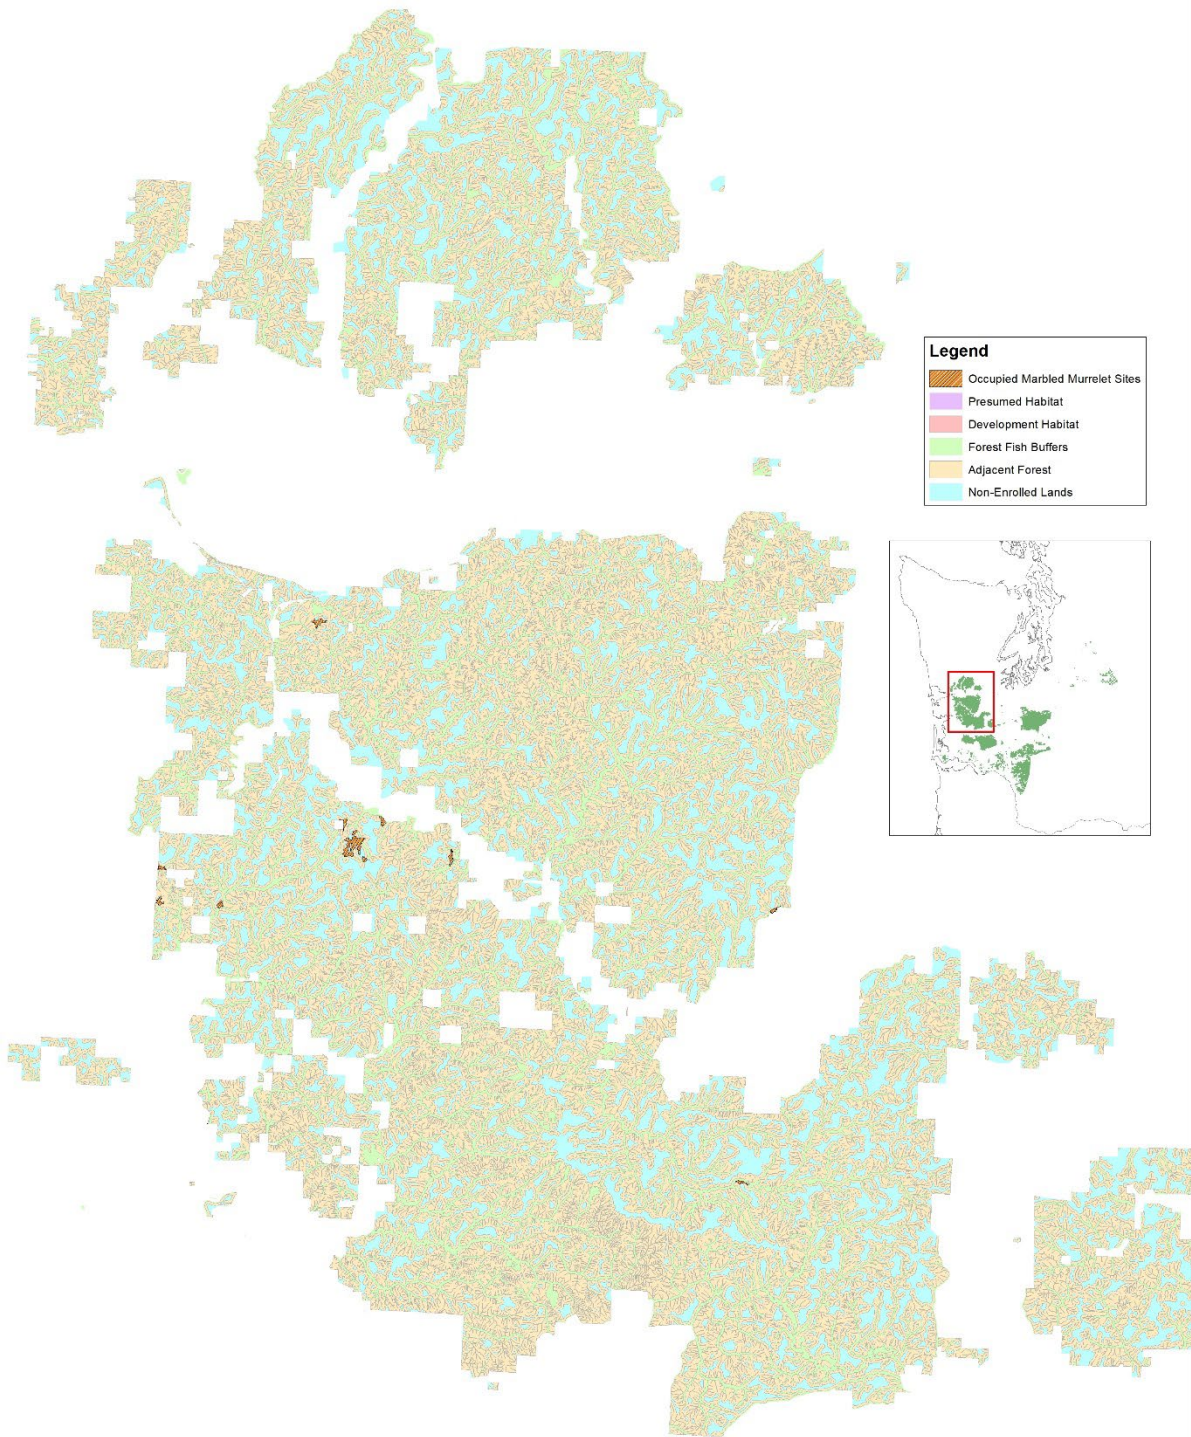 Legend
Occupied Marbled Murrelet Sites
Presumed Habitat
Development Habitat
Forest Fish Buffers
Adjacent Forest
Non-Enrolled Lands